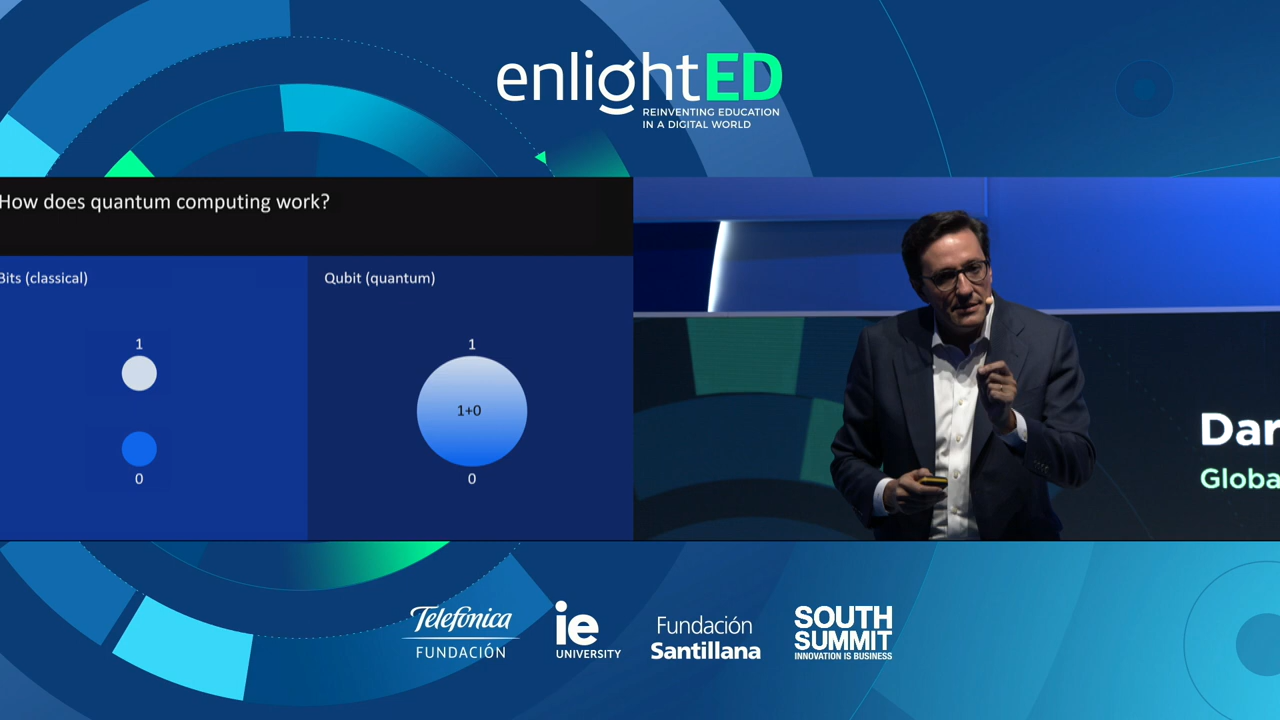 enlightED
REINVENTING EDUCATION
IN A DIGITAL WORLD
How does quantum computing work?
Bits (classical)
Qubit (quantum)
1
0
1
1+0
0
Dar
Globa
Telefónica
FUNDACIÓN
ie
UNIVERSITY
Fundación
Santillana
SOUTH
SUMMIT
INNOVATION IS BUSINESS